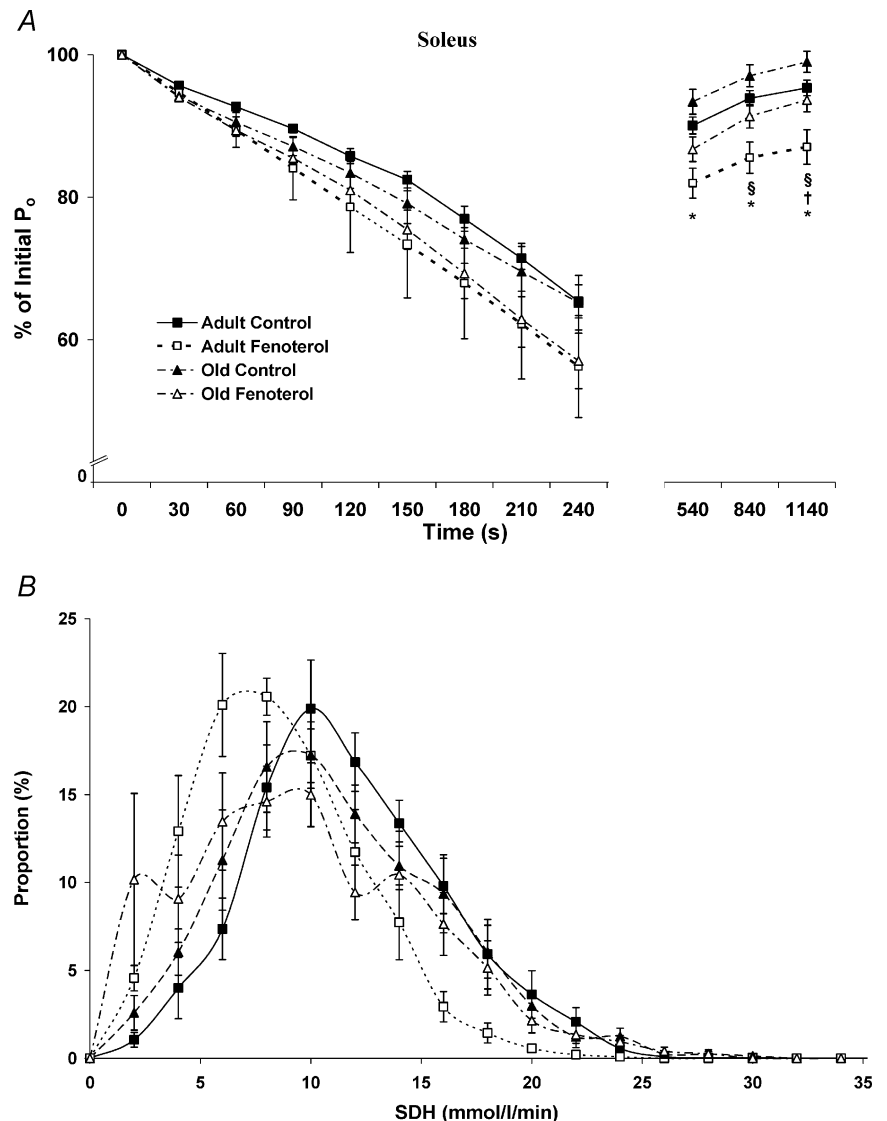 A
Soleus
100
80
60
0
% of Initial Po
Adult Control
Adult Fenoterol
Old Control
Old Fenoterol
§ §
* * † *
0 30 60 90 120 150 180 210 240 540 840 1140
Time (s)
B
25
20
15
10
5
0
Proportion (%)
0 5 10 15 20 25 30 35
SDH (mmol/l/min)